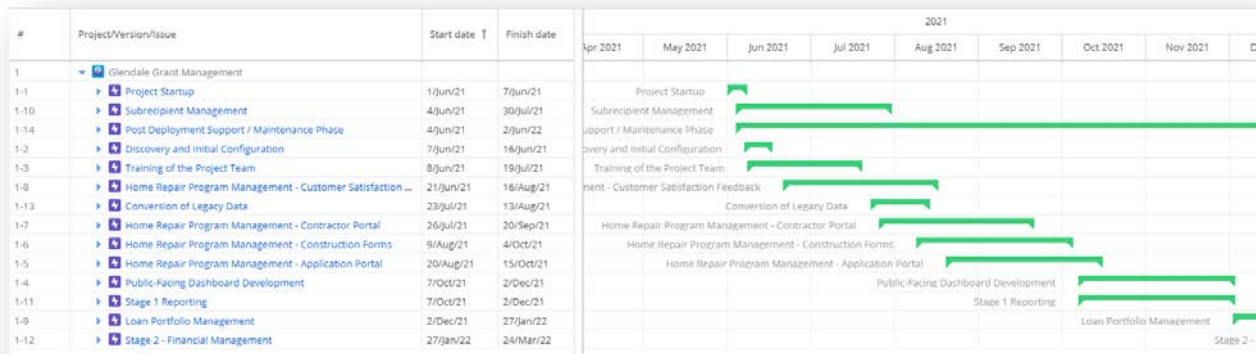 2021
# Project/Version/Issue Start date ↑ Finish date Apr 2021 May 2021 Jun 2021 Jul 2021 Aug 2021 Sep 2021 Oct 2021 Nov 2021 D
1 Glendale Grant Management
1-1 Project Startup 1/Jun/21 7/Jun/21 Project Startup
1-10 Subrecipient Management 4/Jun/21 30/Jul/21 Subrecipient Management
1-14 Post Deployment Support / Maintenance Phase 4/Jun/21 2/Jun/22 upport / Maintenance Phase
1-2 Discovery and Initial Configuration 7/Jun/21 16/Jun/21 overy and Initial Configuration
1-3 Training of the Project Team 8/Jun/21 19/Jul/21 Training of the Project Team
1-8 Home Repair Program Management - Customer Satisfaction ... 21/Jun/21 16/Aug/21 ment - Customer Satisfaction Feedback
1-13 Conversion of Legacy Data 23/Jul/21 13/Aug/21 Conversion of Legacy Data
1-7 Home Repair Program Management - Contractor Portal 26/Jul/21 20/Sep/21 Home Repair Program Management - Contractor Portal
1-6 Home Repair Program Management - Construction Forms 9/Aug/21 4/Oct/21 Home Repair Program Management - Construction Forms
1-5 Home Repair Program Management - Application Portal 20/Aug/21 15/Oct/21 Home Repair Program Management - Application Portal
1-4 Public-Facing Dashboard Development 7/Oct/21 2/Dec/21 Public-Facing Dashboard Development
1-11 Stage 1 Reporting 7/Oct/21 2/Dec/21 Stage 1 Reporting
1-9 Loan Portfolio Management 2/Dec/21 27/Jan/22 Loan Portfolio Management
1-12 Stage 2 - Financial Management 27/Jan/22 24/Mar/22 Stage 2 -